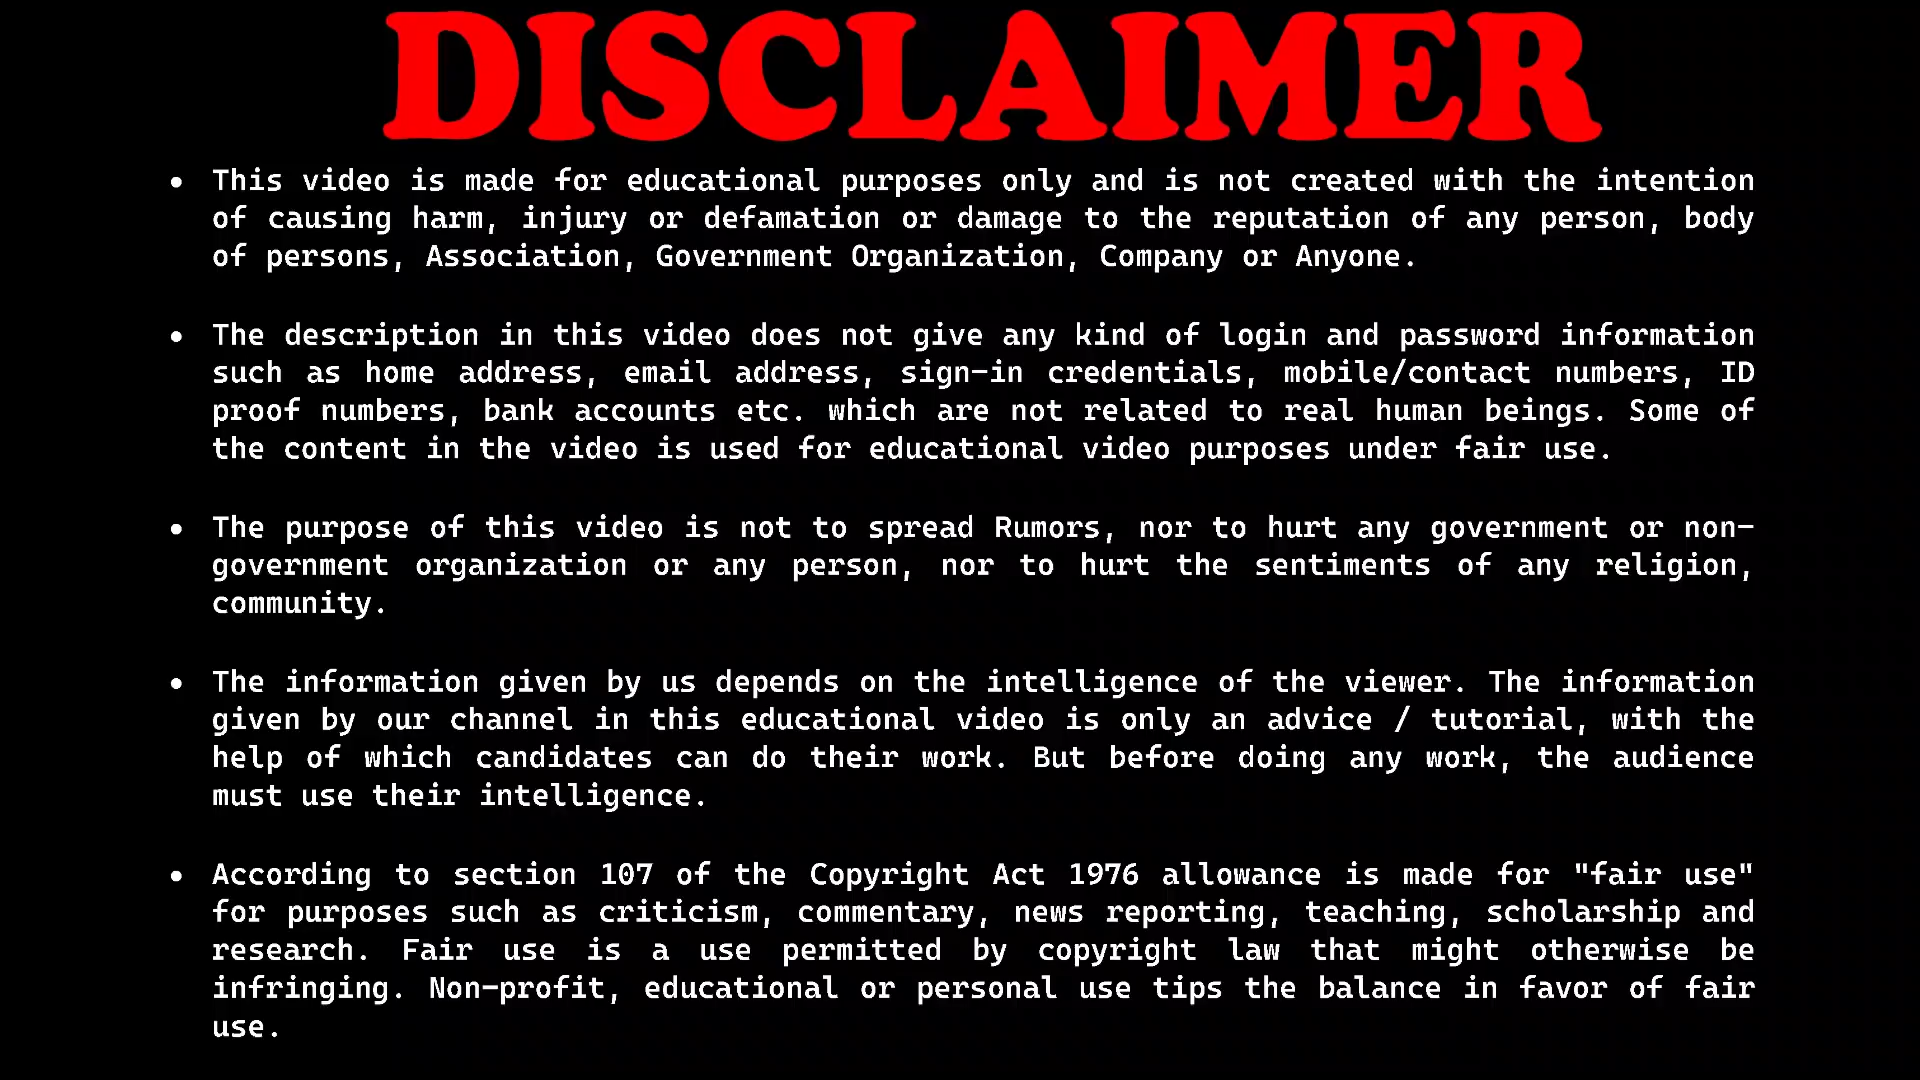 DISCLAIMER
• This video is made for educational purposes only and is not created with the intention
of causing harm, injury or defamation or damage to the reputation of any person, body
of persons, Association, Government Organization, Company or Anyone.
• The description in this video does not give any kind of login and password information
such as home address, email address, sign-in credentials, mobile/contact numbers, ID
proof numbers, bank accounts etc. which are not related to real human beings. Some of
the content in the video is used for educational video purposes under fair use.
• The purpose of this video is not to spread Rumors, nor to hurt any government or non-
government organization or any person, nor to hurt the sentiments of any religion,
community.
• The information given by us depends on the intelligence of the viewer. The information
given by our channel in this educational video is only an advice / tutorial, with the
help of which candidates can do their work. But before doing any work, the audience
must use their intelligence.
• According to section 107 of the Copyright Act 1976 allowance is made for "fair use"
for purposes such as criticism, commentary, news reporting, teaching, scholarship and
research. Fair use is a use permitted by copyright law that might otherwise be
infringing. Non-profit, educational or personal use tips the balance in favor of fair
use.